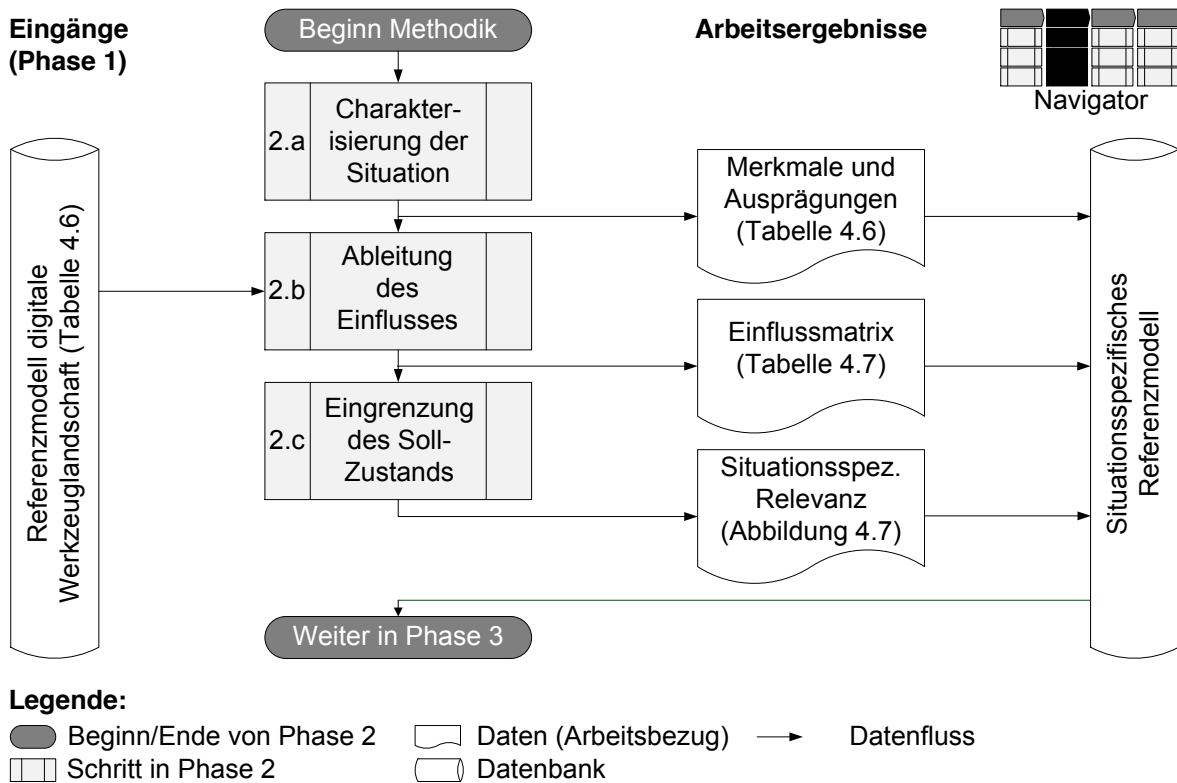 Eingänge
(Phase 1)
Beginn Methodik
Arbeitsergebnisse
Navigator
Referenzmodell digitale
Werkzeuglandschaft (Tabelle 4.6)
2.a
Charakter-
isierung der
Situation
Merkmale und
Ausprägungen
(Tabelle 4.6)
2.b
Ableitung
des
Einflusses
Einflussmatrix
(Tabelle 4.7)
2.c
Eingrenzung
des Soll-
Zustands
Situationsspez.
Relevanz
(Abbildung 4.7)
Situationsspezifisches
Referenzmodell
Weiter in Phase 3
Legende:
Beginn/Ende von Phase 2
Daten (Arbeitsbezug)
Datenfluss
Schritt in Phase 2
Datenbank